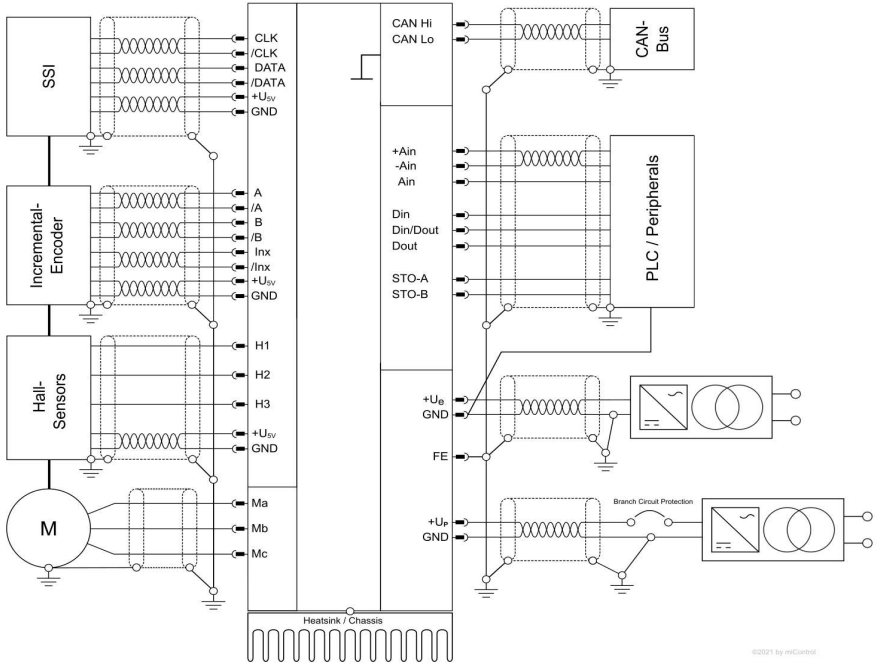 SSI
CLK
/CLK
DATA
/DATA
+U5V
GND
Incremental-
Encoder
A
/A
B
/B
Inx
/Inx
+U5V
GND
Hall-
Sensors
H1
H2
H3
+U5V
GND
M
Ma
Mb
Mc
CAN Hi
CAN Lo
CAN-
Bus
+Ain
-Ain
Ain
Din
Din/Dout
Dout
STO-A
STO-B
PLC / Peripherals
+Ue
GND
FE
+UP
GND
Branch Circuit Protection
Heatsink / Chassis
©2021 by miControl